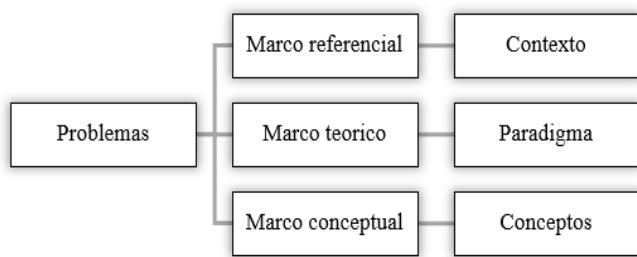 Marco referencial
Contexto
Problemas
Marco teorico
Paradigma
Marco conceptual
Conceptos